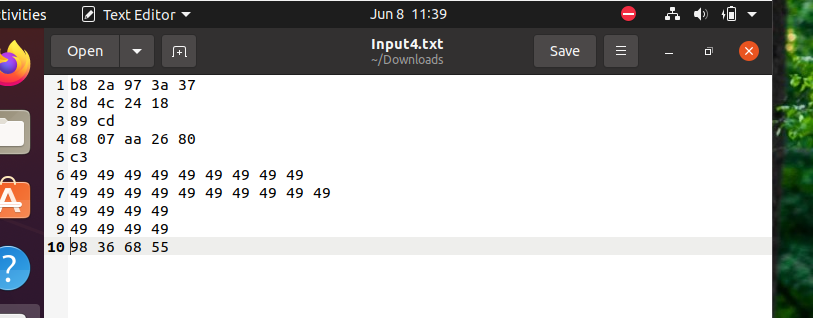 tivities
Text Editor
Jun 8 11:39
Open
Input4.txt
~/Downloads
Save
1 b8 2a 97 3a 37
2 8d 4c 24 18
3 89 cd
4 68 07 aa 26 80
5 c3
6 49 49 49 49 49 49 49 49 49
7 49 49 49 49 49 49 49 49 49 49
8 49 49 49 49
9 49 49 49 49
10 98 36 68 55